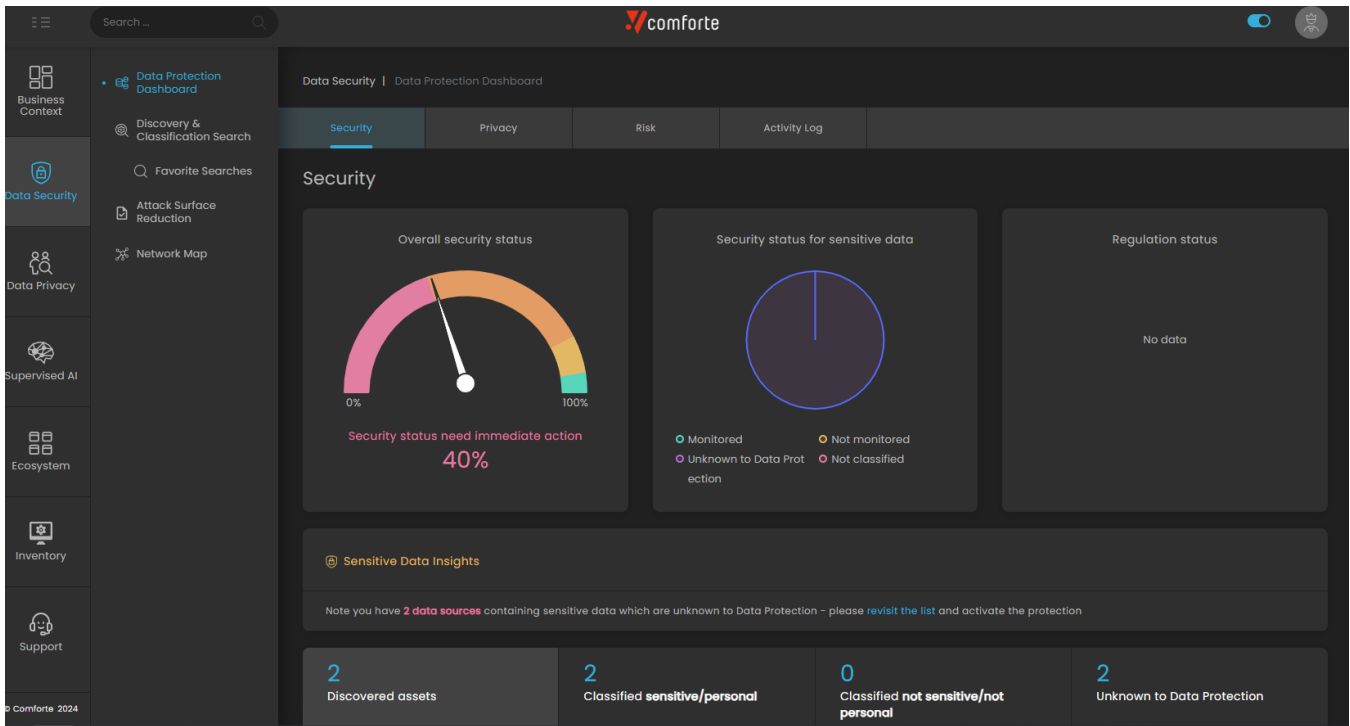 Search ...
comforte
Business
Context
Data Security
Data Privacy
Supervised AI
Ecosystem
Inventory
Support
© Comforte 2024
Data Protection
Dashboard
Discovery &
Classification Search
Favorite Searches
Attack Surface
Reduction
Network Map
Data Security | Data Protection Dashboard
Security Privacy Risk Activity Log
Security
Overall security status
0% 100%
Security status need immediate action
40%
Security status for sensitive data
Monitored Not monitored
Unknown to Data Prot Not classified
ection
Regulation status
No data
Sensitive Data Insights
Note you have 2 data sources containing sensitive data which are unknown to Data Protection - please revisit the list and activate the protection
2
Discovered assets
2
Classified sensitive/personal
0
Classified not sensitive/not
personal
2
Unknown to Data Protection